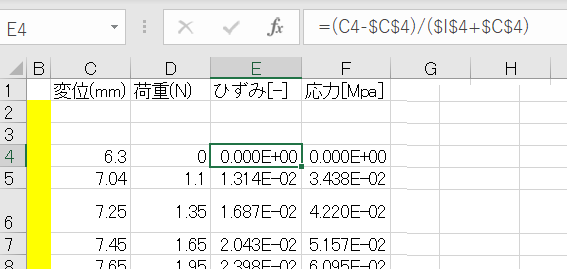 E4 =(C4-$C$4)/($I$4+$C$4)
B C D E F G H
1 変位(mm) 荷重(N) ひずみ[-] 応力[Mpa]
2
3
4 6.3 0 0.000E+00 0.000E+00
5 7.04 1.1 1.314E-02 3.438E-02
6 7.25 1.35 1.687E-02 4.220E-02
7 7.45 1.65 2.043E-02 5.157E-02
8 7.65 1.95 2.398E-02 6.095E-02